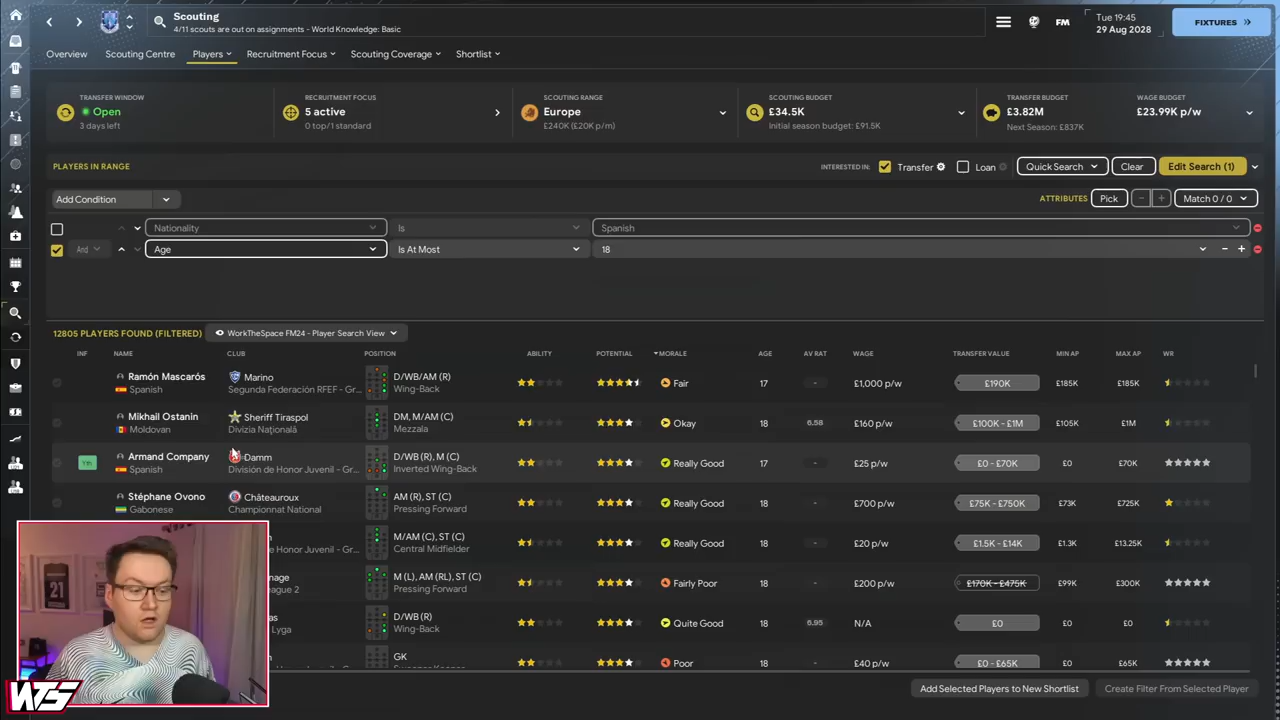 Scouting
4/11 scouts are out on assignments - World Knowledge: Basic
FM
Tue 19:45
29 Aug 2028
FIXTURES
Overview
Scouting Centre
Players
Recruitment Focus
Scouting Coverage
Shortlist
TRANSFER WINDOW
Open
3 days left
RECRUITMENT FOCUS
5 active
0 top/1 standard
SCOUTING RANGE
Europe
£240K (£20K p/m)
SCOUTING BUDGET
£34.5K
Initial season budget: £91.5K
TRANSFER BUDGET
£3.82M
Next Season: £837K
WAGE BUDGET
£23.99K p/w
PLAYERS IN RANGE
INTERESTED IN:
Transfer
Loan
Quick Search
Clear
Edit Search (1)
Add Condition
ATTRIBUTES
Pick
Match 0 / 0
Nationality
Is
Spanish
And
Age
Is At Most
18
12805 PLAYERS FOUND (FILTERED)
WorkTheSpace FM24 - Player Search View
INF NAME CLUB POSITION ABILITY POTENTIAL MORALE AGE AV RAT WAGE TRANSFER VALUE MIN AP MAX AP WR
Ramón Mascarós Marino D/WB/AM (R) Fair 17 - £1,000 p/w £190K £185K £185K
Spanish Segunda Federación RFEF - Gr... Wing-Back
Mikhail Ostanin Sheriff Tiraspol DM, M/AM (C) Okay 18 6.58 £160 p/w £100K - £1M £105K £1M
Moldovan Divizia Naţională Mezzala
Armand Company Damm D/WB (R), M (C) Really Good 17 - £25 p/w £0 - £70K £0 £70K
Spanish División de Honor Juvenil - Gr... Inverted Wing-Back
Stéphane Ovono Châteauroux AM (R), ST (C) Really Good 18 - £700 p/w £75K - £750K £73K £725K
Gabonese Championnat National Pressing Forward
M/AM (C), ST (C) Really Good 18 - £20 p/w £1.5K - £14K £1.3K £13.25K
e Honor Juvenil - Gr... Central Midfielder
nage M (L), AM (RL), ST (C) Fairly Poor 18 - £200 p/w £170K - £475K £99K £300K
ague 2 Pressing Forward
as D/WB (R) Quite Good 18 6.95 N/A £0 £0 £0
Lyga Wing-Back
GK Poor 18 - £40 p/w £0 - £65K £0 £65K
21
WTS
Add Selected Players to New Shortlist
Create Filter From Selected Player